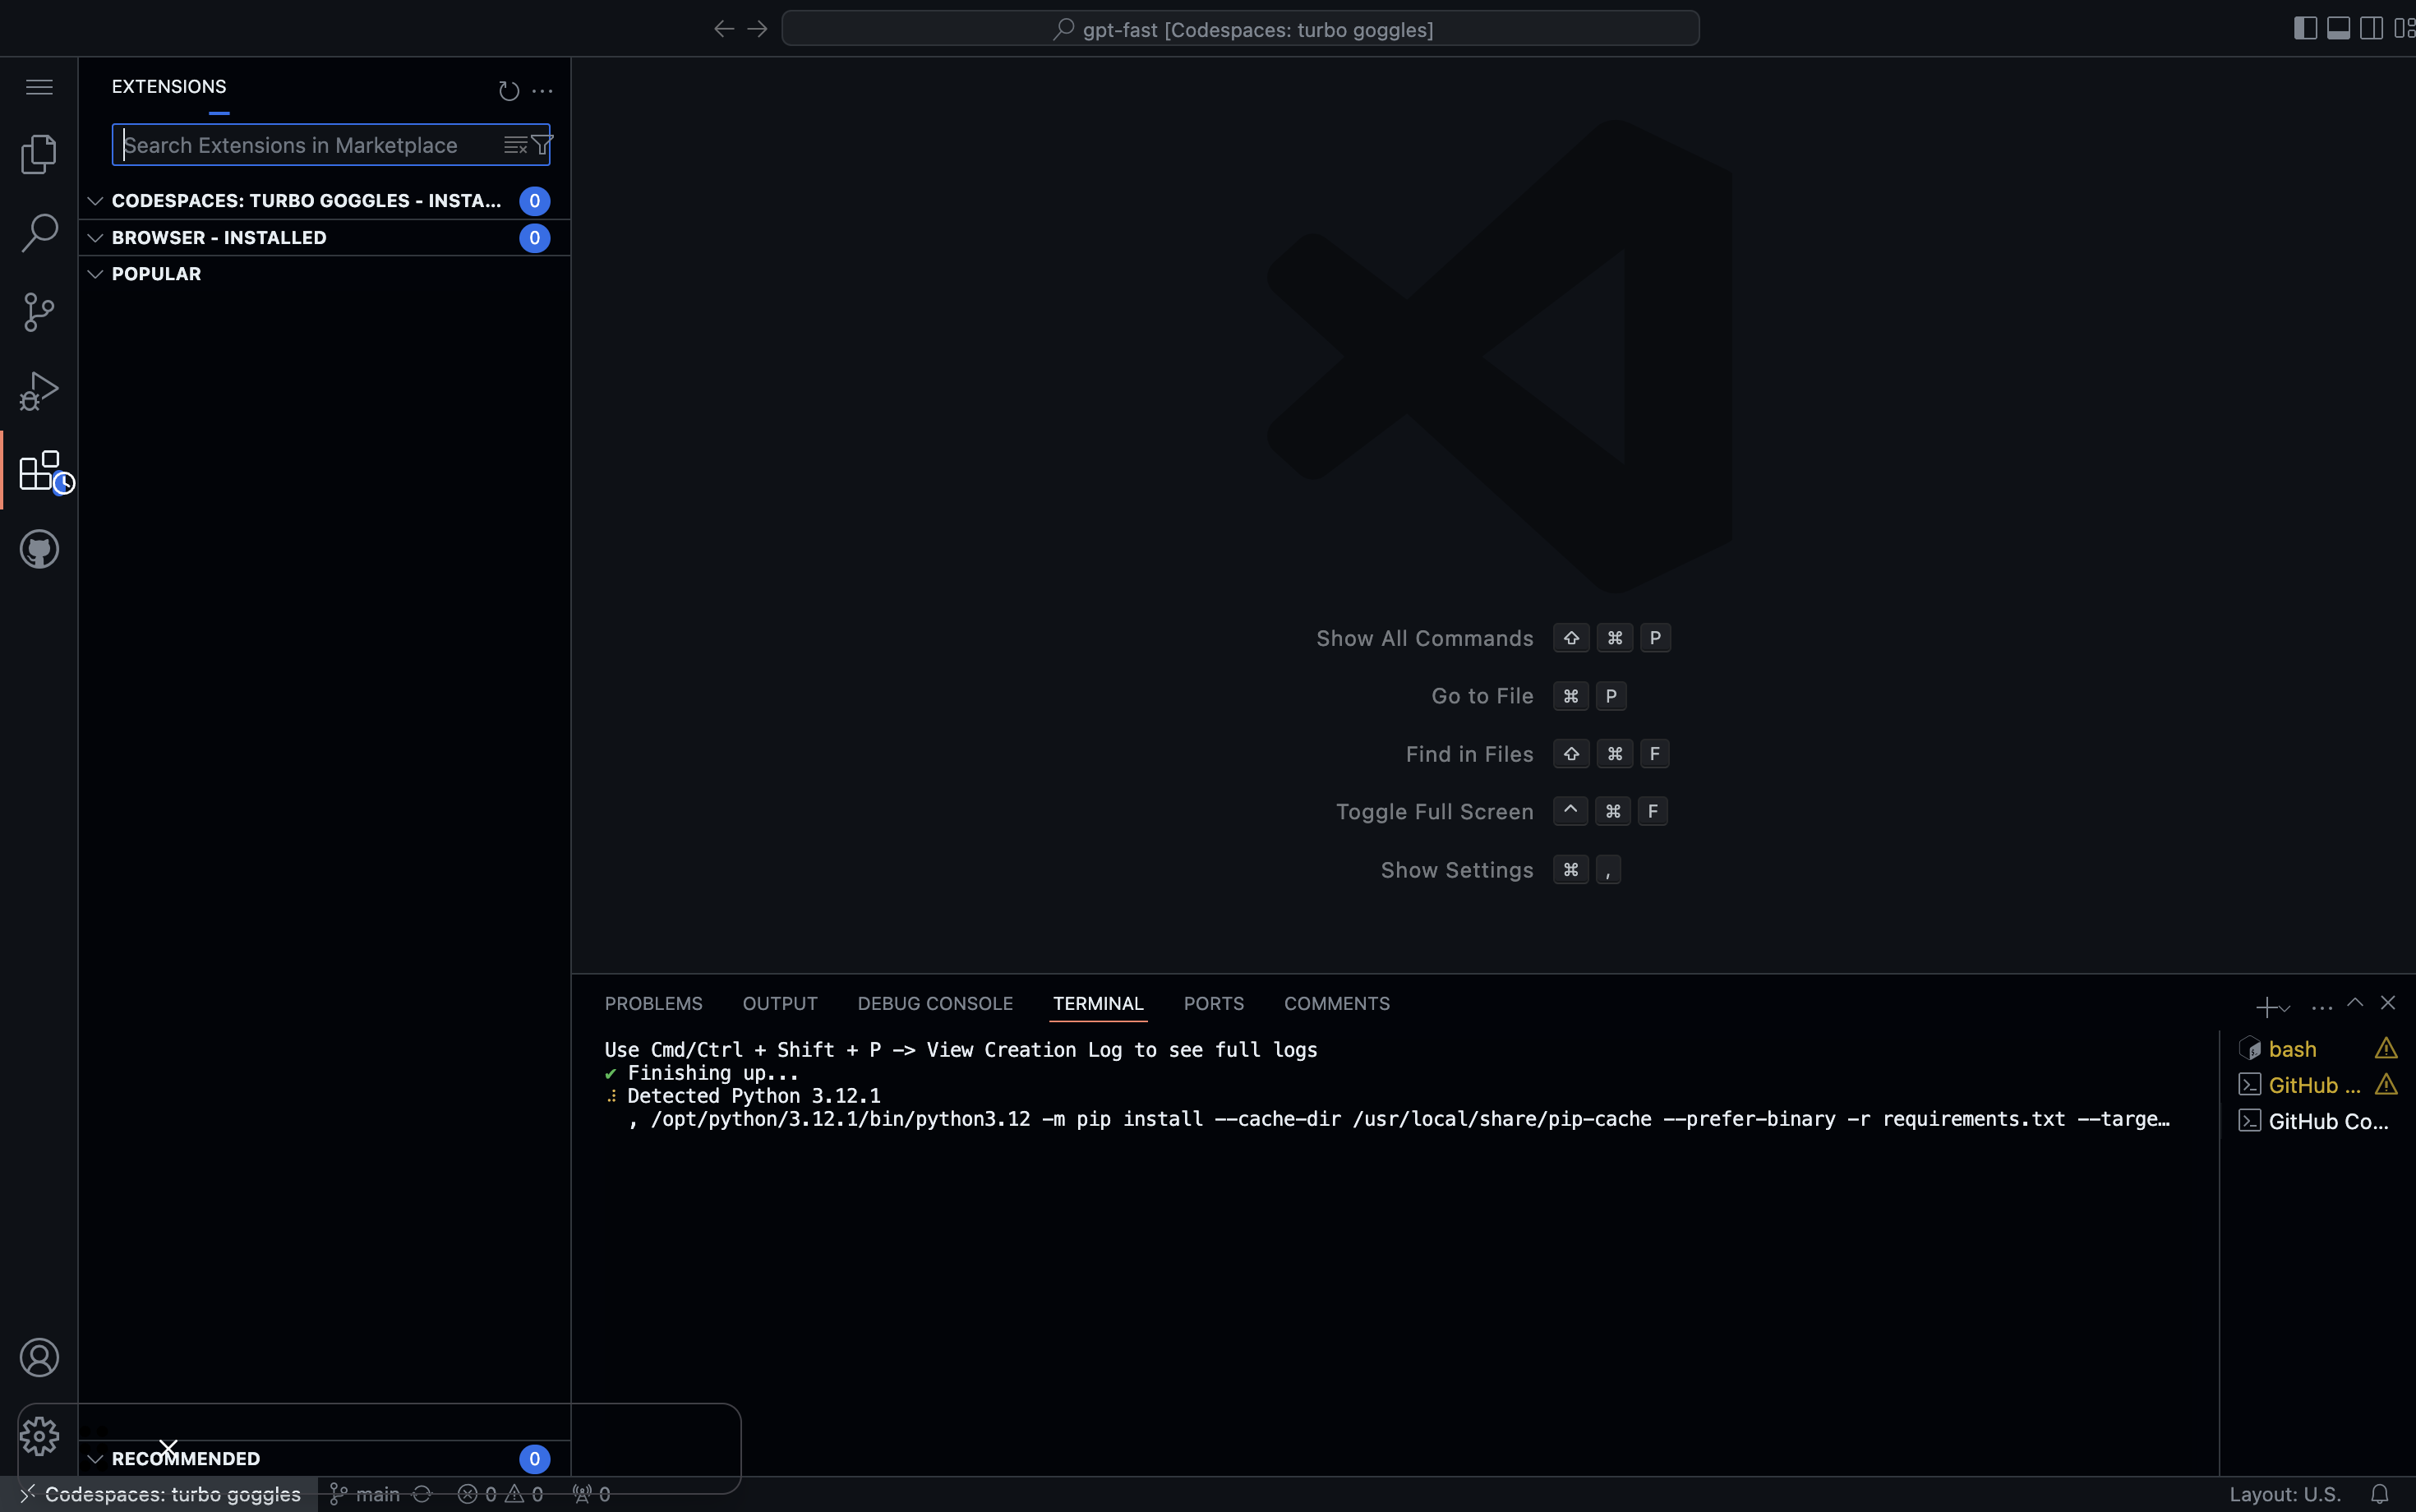 gpt-fast [Codespaces: turbo goggles]
EXTENSIONS
Search Extensions in Marketplace
CODESPACES: TURBO GOGGLES - INSTA... 0
BROWSER - INSTALLED 0
POPULAR
Show All Commands ⇧ ⌘ P
Go to File ⌘ P
Find in Files ⇧ ⌘ F
Toggle Full Screen ^ ⌘ F
Show Settings ⌘ ,
PROBLEMS OUTPUT DEBUG CONSOLE TERMINAL PORTS COMMENTS
Use Cmd/Ctrl + Shift + P -> View Creation Log to see full logs
✔ Finishing up...
⠼ Detected Python 3.12.1
, /opt/python/3.12.1/bin/python3.12 -m pip install --cache-dir /usr/local/share/pip-cache --prefer-binary -r requirements.txt --targe…
bash
GitHub ...
GitHub Co...
RECOMMENDED 0
Codespaces: turbo goggles main 0 0 0
Layout: U.S.